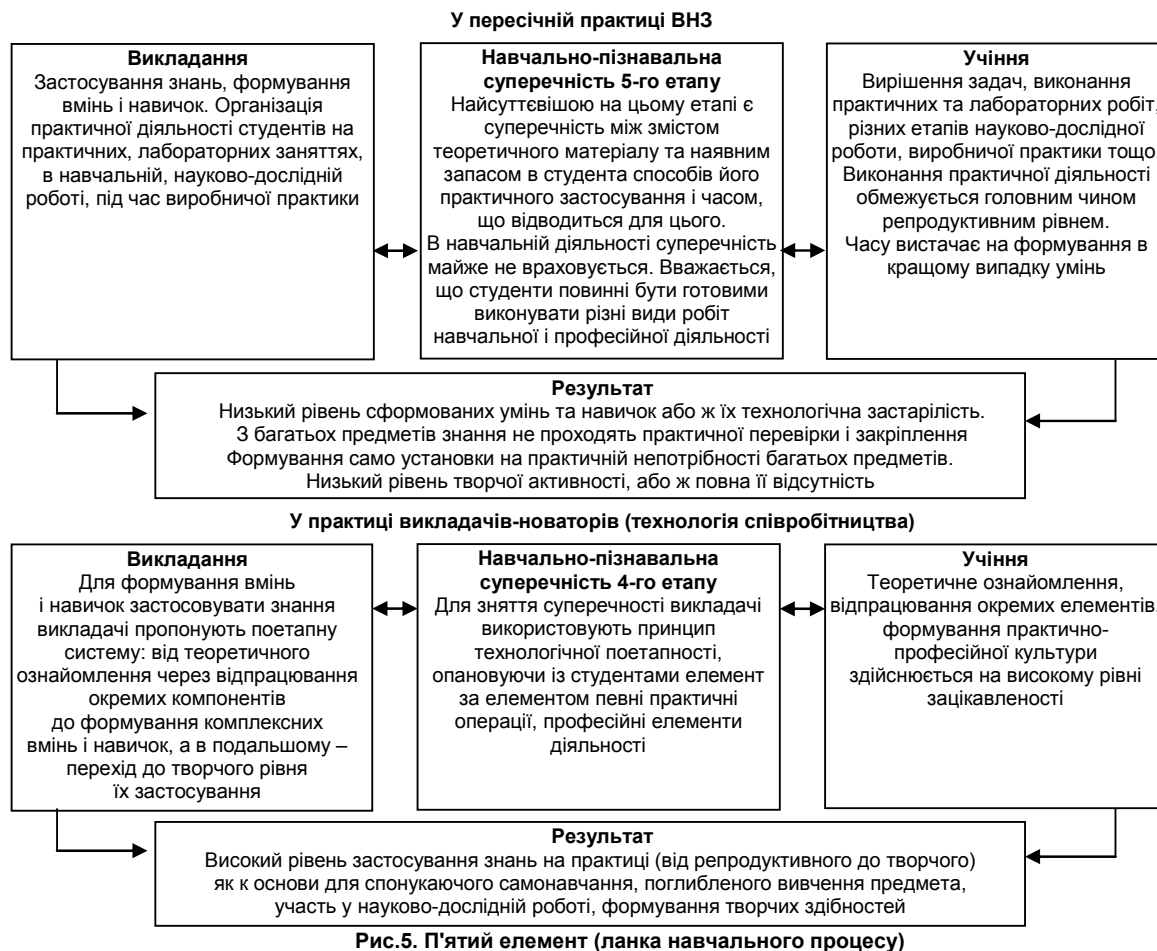 У пересічній практиці ВНЗ
Викладання
Застосування знань, формування
вмінь і навичок. Організація
практичної діяльності студентів на
практичних, лабораторних заняттях,
в навчальній, науково-дослідній
роботі, під час виробничої практики
Навчально-пізнавальна
суперечність 5-го етапу
Найсуттєвішою на цьому етапі є
суперечність між змістом
теоретичного матеріалу та наявним
запасом в студента способів його
практичного застосування і часом,
що відводиться для цього.
В навчальній діяльності суперечність
майже не враховується. Вважається,
що студенти повинні бути готовими
виконувати різні види робіт
навчальної і професійної діяльності
Учіння
Вирішення задач, виконання
практичних та лабораторних робіт,
різних етапів науково-дослідної
роботи, виробничої практики тощо.
Виконання практичної діяльності
обмежується головним чином
репродуктивним рівнем.
Часу вистачає на формування в
кращому випадку умінь
Результат
Низький рівень сформованих умінь та навичок або ж їх технологічна застарілість.
З багатьох предметів знання не проходять практичної перевірки і закріплення
Формування само установки на практичній непотрібності багатьох предметів.
Низький рівень творчої активності, або ж повна її відсутність
У практиці викладачів-новаторів (технологія співробітництва)
Викладання
Для формування вмінь
і навичок застосовувати знання
викладачі пропонують поетапну
систему: від теоретичного
ознайомлення через відпрацювання
окремих компонентів
до формування комплексних
вмінь і навичок, а в подальшому –
перехід до творчого рівня
їх застосування
Навчально-пізнавальна
суперечність 4-го етапу
Для зняття суперечності викладачі
використовують принцип
технологічної поетапності,
опановуючи із студентами елемент
за елементом певні практичні
операції, професійні елементи
діяльності
Учіння
Теоретичне ознайомлення,
відпрацювання окремих елементів,
формування практично-
професійної культури
здійснюється на високому рівні
зацікавленості
Результат
Високий рівень застосування знань на практиці (від репродуктивного до творчого)
як к основи для спонукаючого самонавчання, поглибленого вивчення предмета,
участь у науково-дослідній роботі, формування творчих здібностей
Рис.5. П'ятий елемент (ланка навчального процесу)